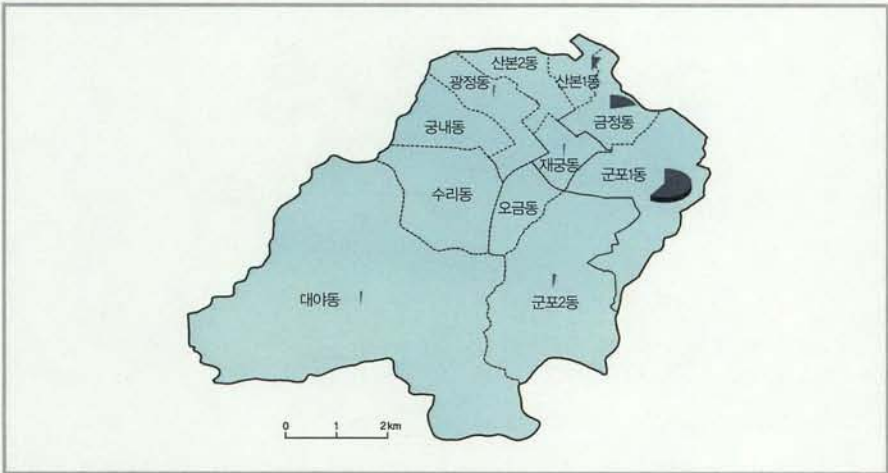 산본2동
광정동
산본1동
금정동
궁내동
재궁동
군포1동
수리동
오금동
대야동
군포2동
0 1 2km